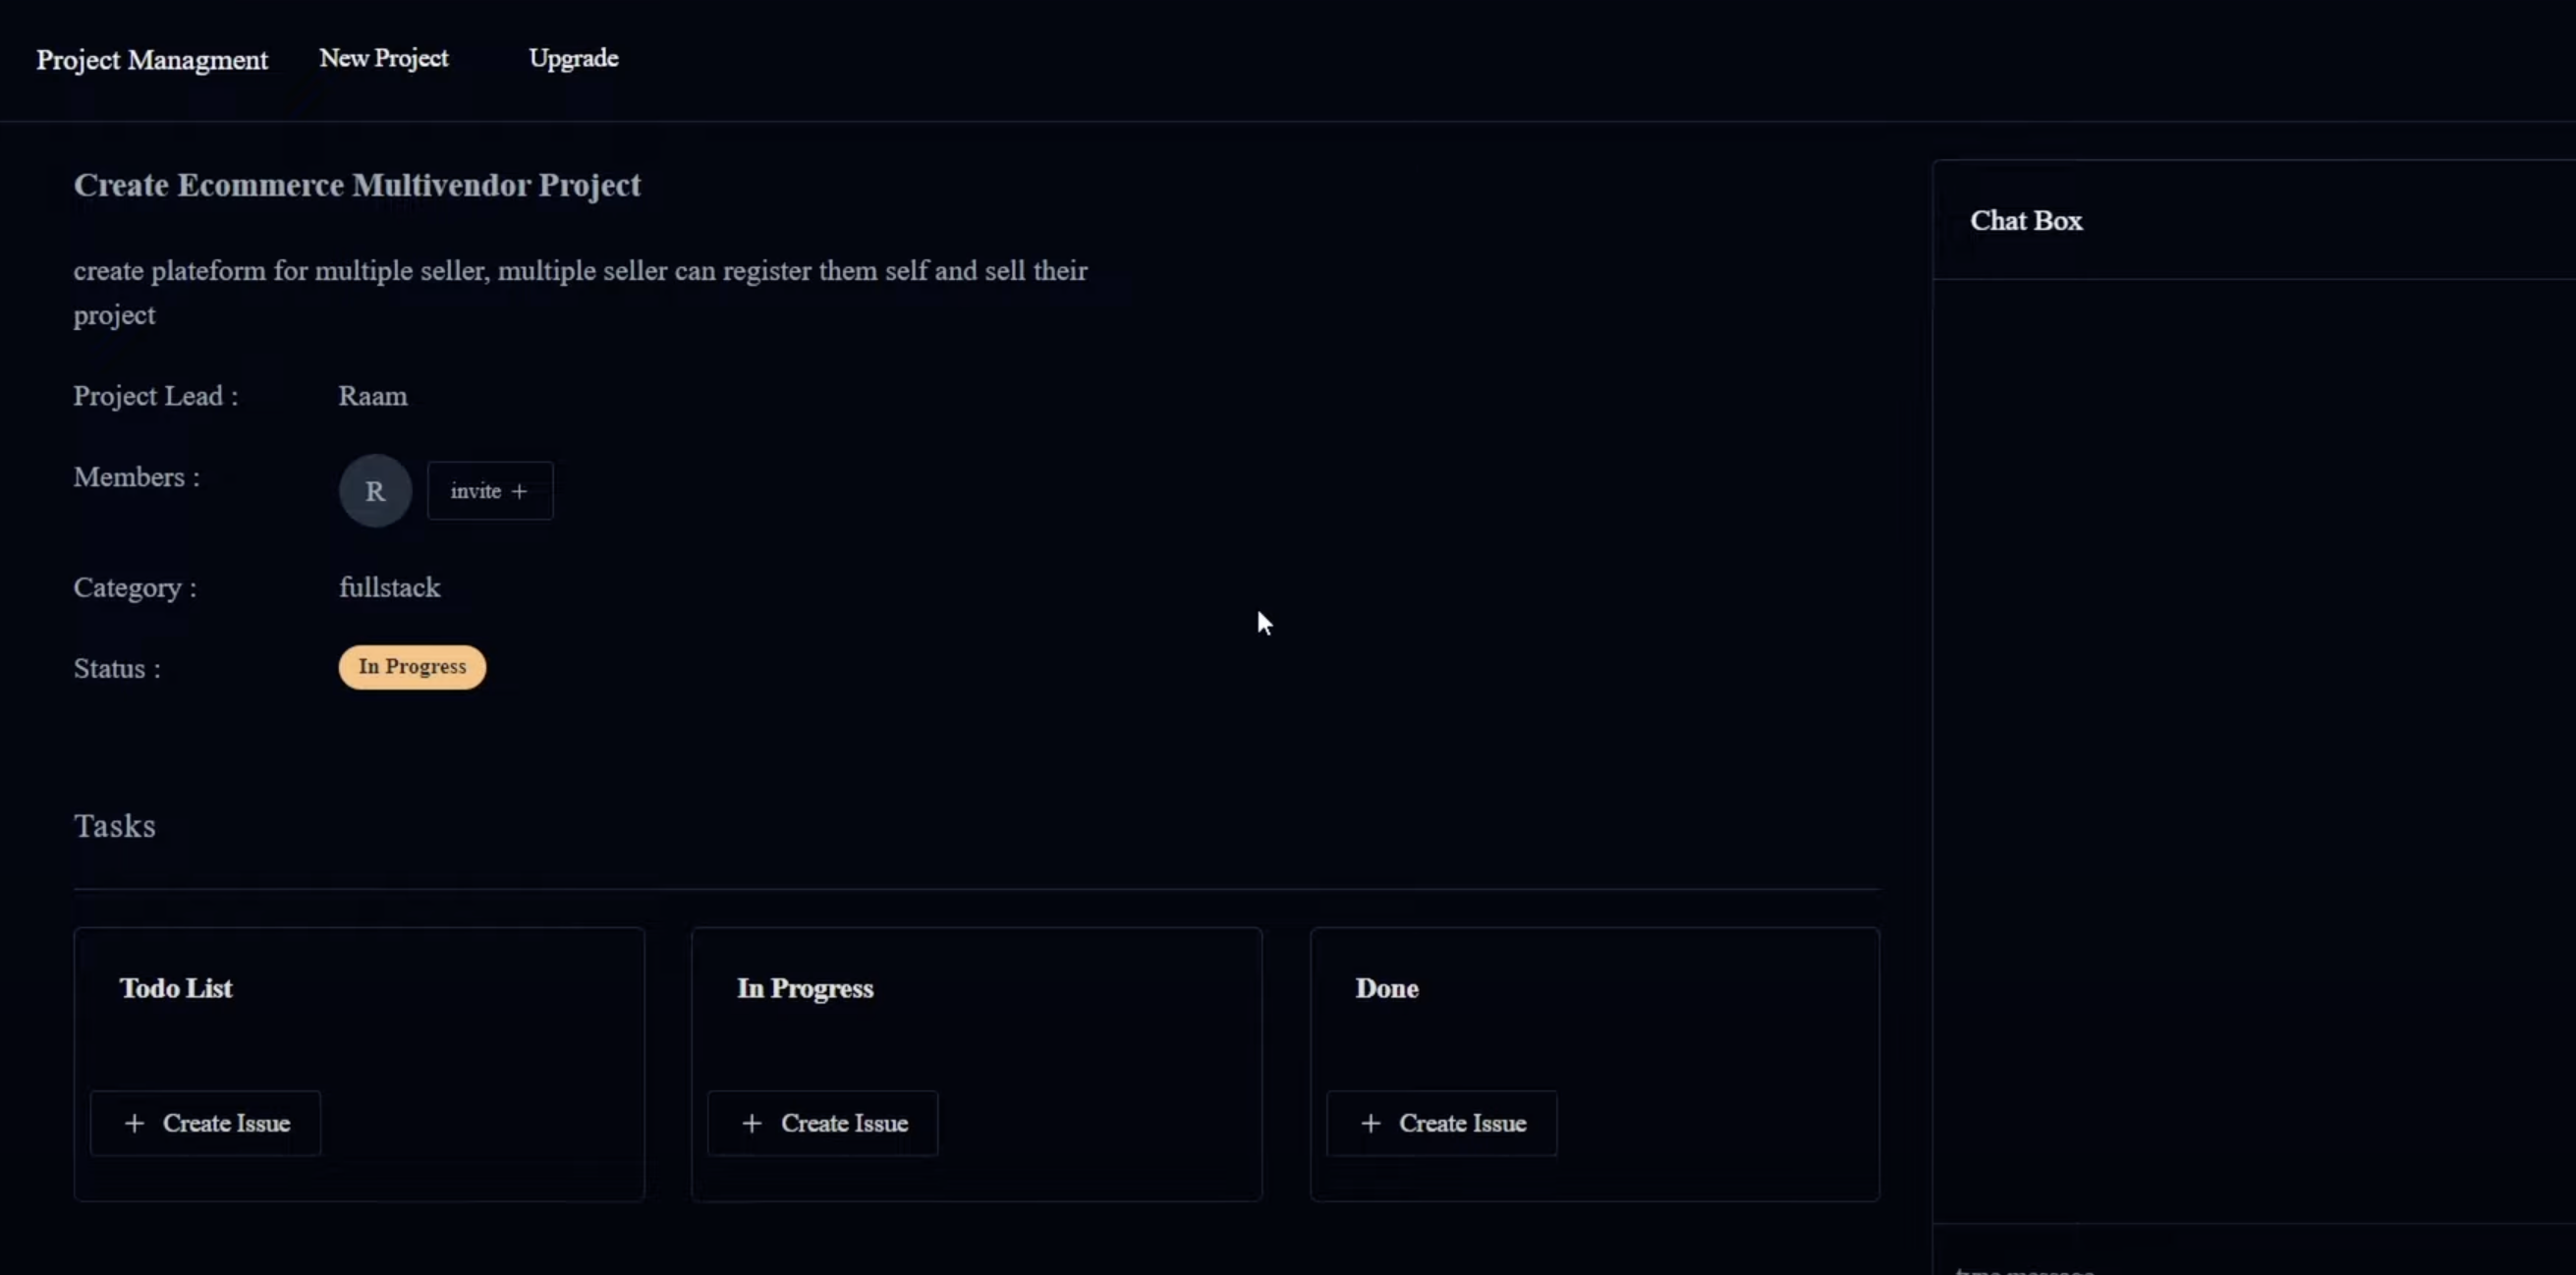 Project Managment
New Project
Upgrade
Create Ecommerce Multivendor Project
create plateform for multiple seller, multiple seller can register them self and sell their
project
Project Lead :
Raam
Members :
R
invite +
Category :
fullstack
Status :
In Progress
Tasks
Todo List
+ Create Issue
In Progress
+ Create Issue
Done
+ Create Issue
Chat Box